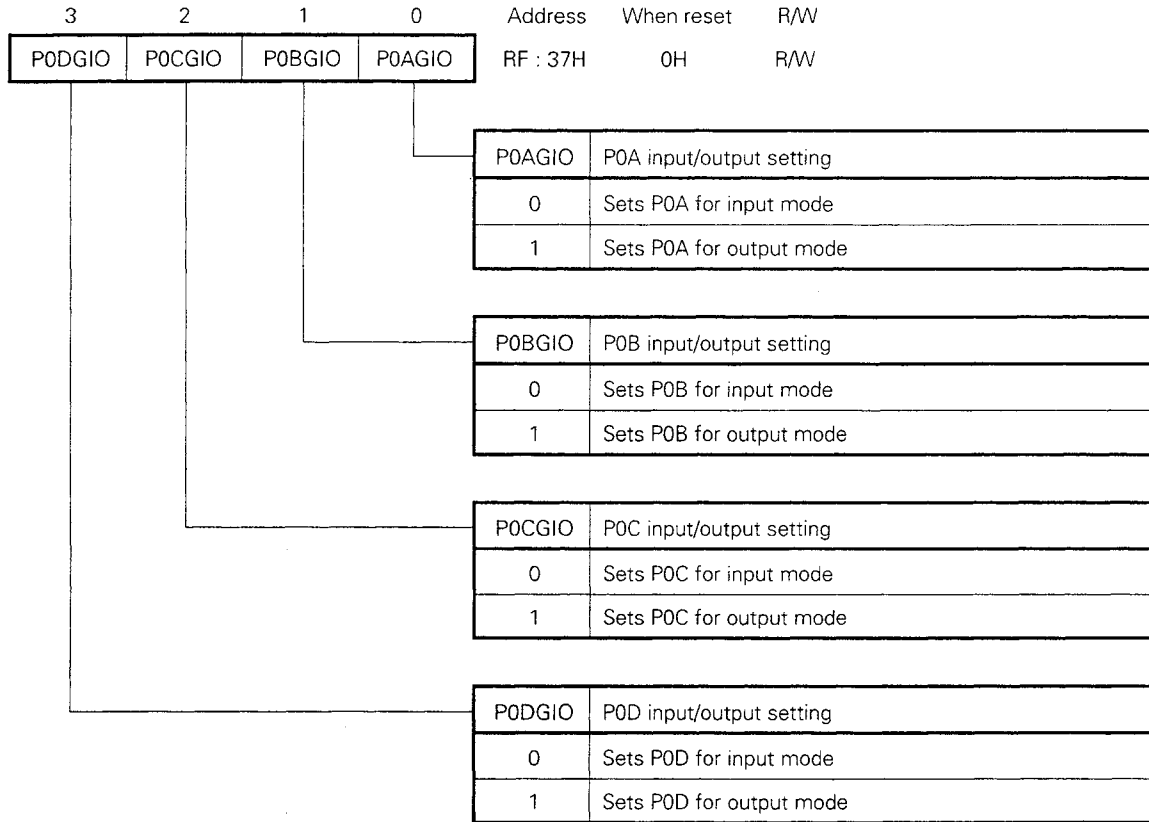 3 2 1 0 Address When reset R/W
P0DGIO P0CGIO P0BGIO P0AGIO RF : 37H 0H R/W
P0AGIO P0A input/output setting
0 Sets P0A for input mode
1 Sets P0A for output mode
P0BGIO P0B input/output setting
0 Sets P0B for input mode
1 Sets P0B for output mode
P0CGIO P0C input/output setting
0 Sets P0C for input mode
1 Sets P0C for output mode
P0DGIO P0D input/output setting
0 Sets P0D for input mode
1 Sets P0D for output mode